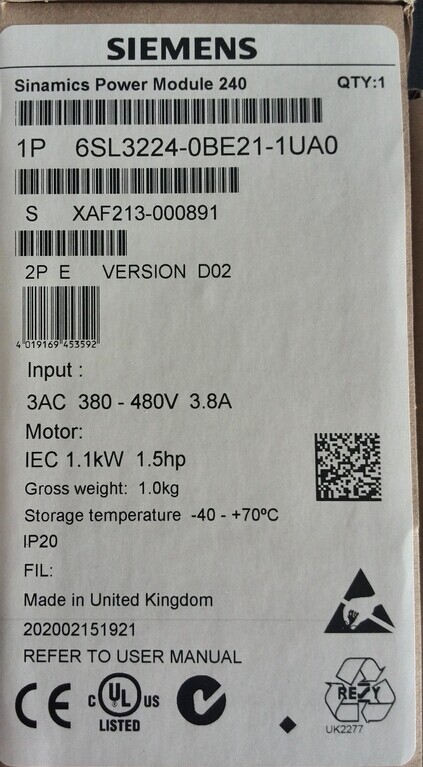 SIEMENS
Sinamics Power Module 240 QTY:1
1P 6SL3224-0BE21-1UA0
S XAF213-000891
2P E VERSION D02
4 019169 453592
Input :
3AC 380 - 480V 3.8A
Motor:
IEC 1.1kW 1.5hp
Gross weight: 1.0kg
Storage temperature -40 - +70ºC
IP20
FIL:
Made in United Kingdom
202002151921
REFER TO USER MANUAL
CE c UL US
LISTED
RESY
UK2277